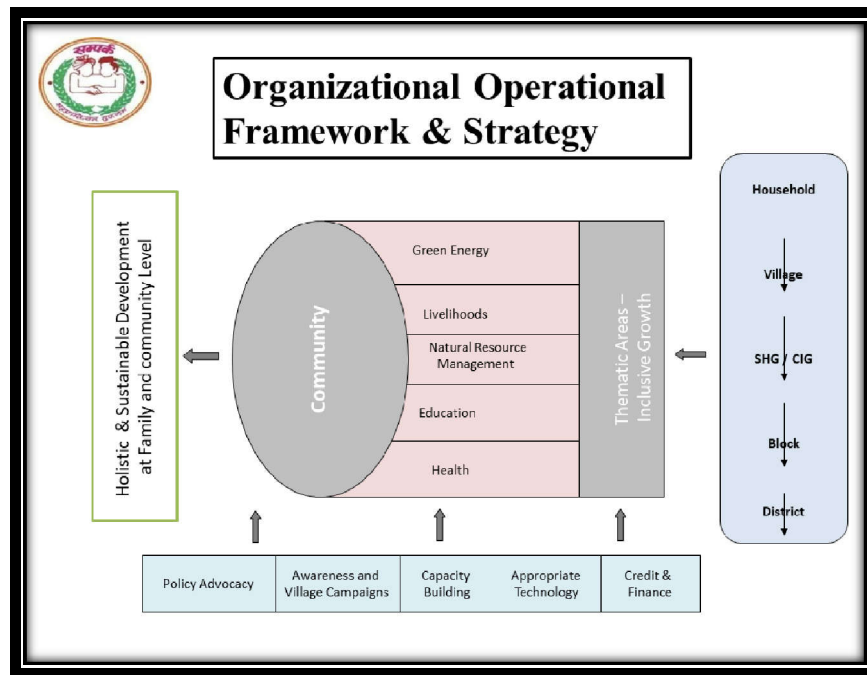 सम्पर्क
Organizational Operational
Framework & Strategy
Holistic & Sustainable Development
at Family and community Level
Community
Green Energy
Livelihoods
Natural Resource
Management
Education
Health
Thematic Areas –
Inclusive Growth
Household
Village
SHG / CIG
Block
District
Policy Advocacy
Awareness and
Village Campaigns
Capacity
Building
Appropriate
Technology
Credit &
Finance